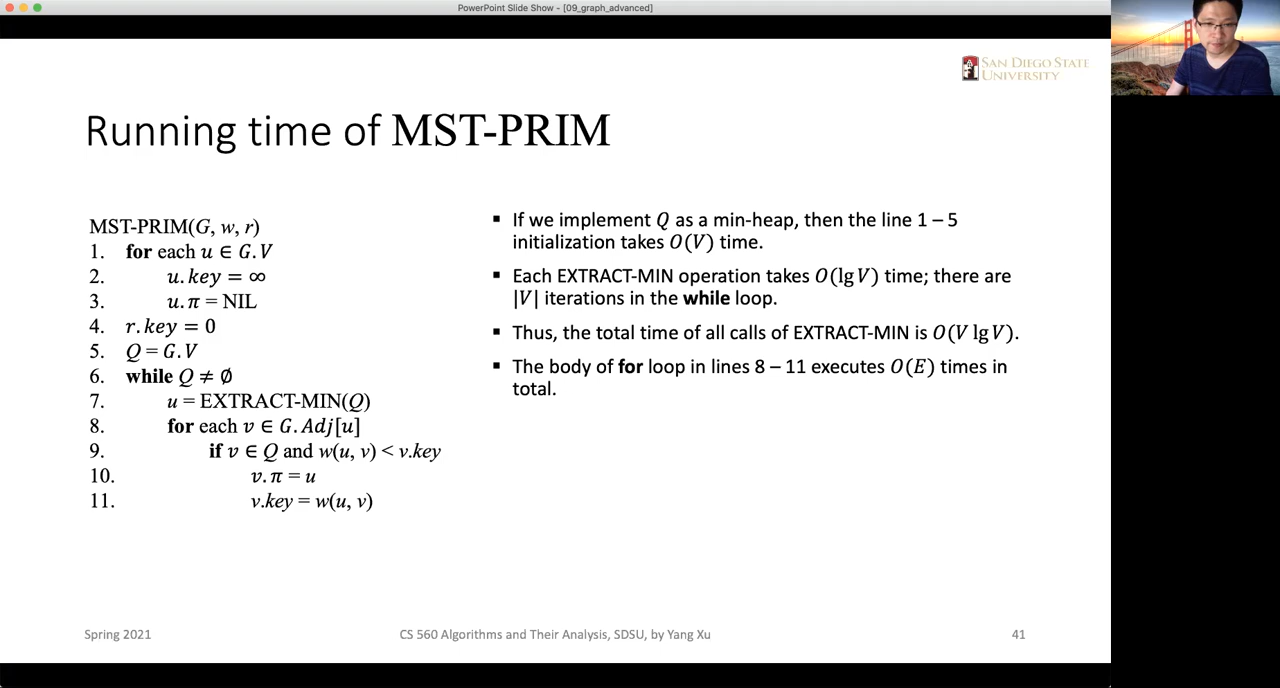 PowerPoint Slide Show - [09_graph_advanced]
SAN DIEGO STATE
UNIVERSITY
Running time of MST-PRIM
MST-PRIM(G, w, r)
1. for each u ∈ G.V
2. u.key = ∞
3. u.π = NIL
4. r.key = 0
5. Q = G.V
6. while Q ≠ ∅
7. u = EXTRACT-MIN(Q)
8. for each v ∈ G.Adj[u]
9. if v ∈ Q and w(u, v) < v.key
10. v.π = u
11. v.key = w(u, v)
▪ If we implement Q as a min-heap, then the line 1 – 5
initialization takes O(V) time.
▪ Each EXTRACT-MIN operation takes O(lg V) time; there are
|V| iterations in the while loop.
▪ Thus, the total time of all calls of EXTRACT-MIN is O(V lg V).
▪ The body of for loop in lines 8 – 11 executes O(E) times in
total.
Spring 2021
CS 560 Algorithms and Their Analysis, SDSU, by Yang Xu
41